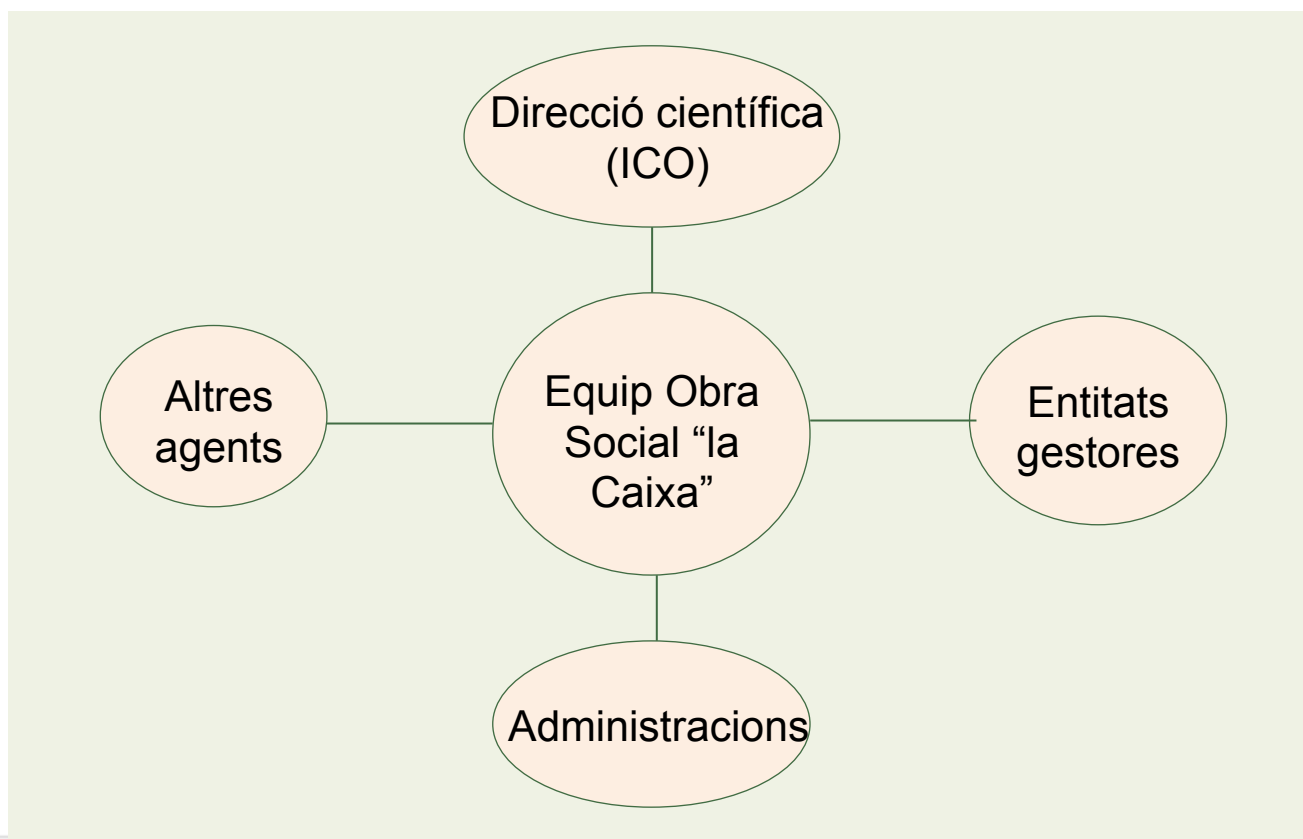 Direcció científica
(ICO)
Altres
agents
Equip Obra
Social “la
Caixa”
Entitats
gestores
Administracions